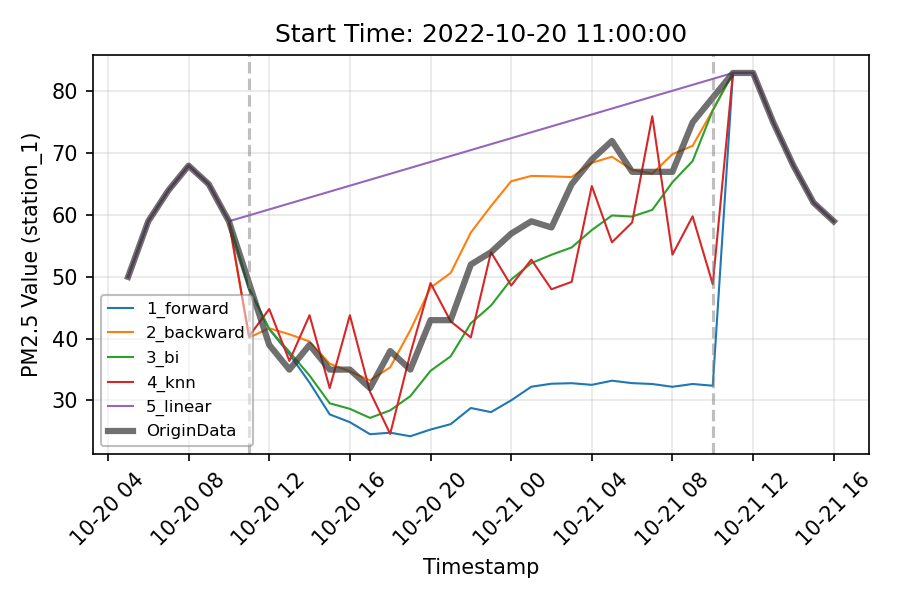 Start Time: 2022-10-20 11:00:00
PM2.5 Value (station_1)
80
70
60
50
40
30
1_forward
2_backward
3_bi
4_knn
5_linear
OriginData
10-20 04
10-20 08
10-20 12
10-20 16
10-20 20
10-21 00
10-21 04
10-21 08
10-21 12
10-21 16
Timestamp